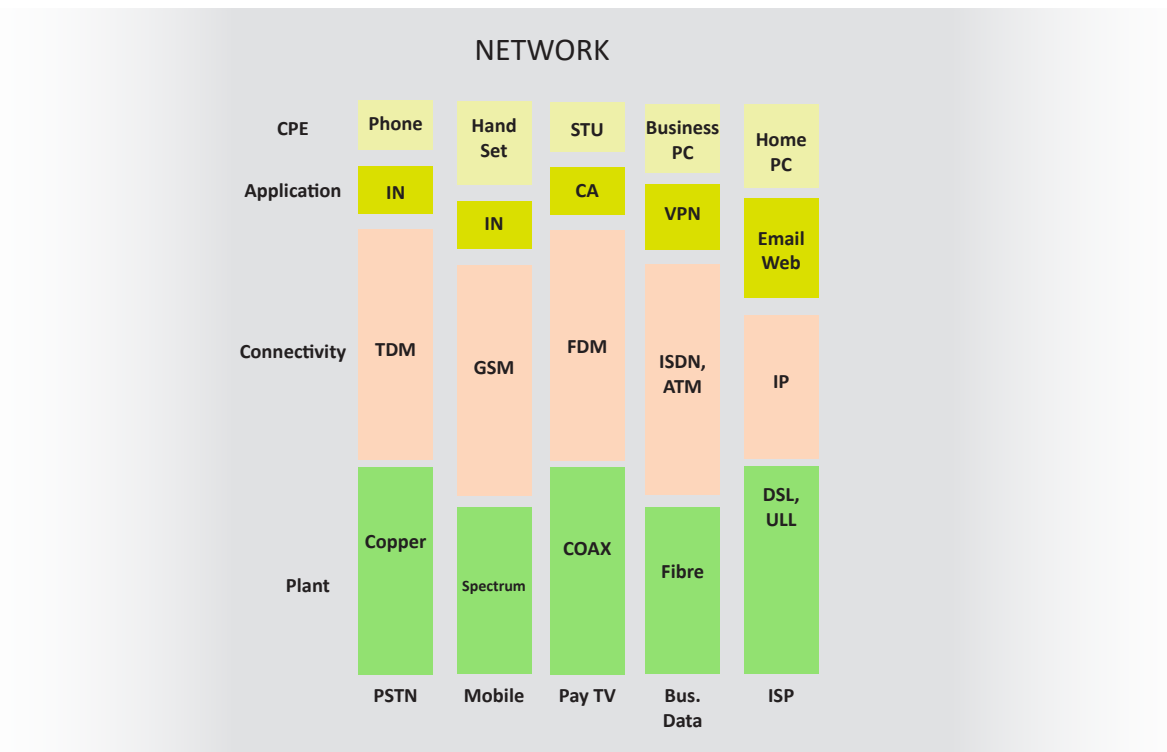 NETWORK
CPE
Phone
Hand
Set
STU
Business
PC
Home
PC
Application
IN
IN
CA
VPN
Email
Web
Connectivity
TDM
GSM
FDM
ISDN,
ATM
IP
Plant
Copper
Spectrum
COAX
Fibre
DSL,
ULL
PSTN
Mobile
Pay TV
Bus.
Data
ISP